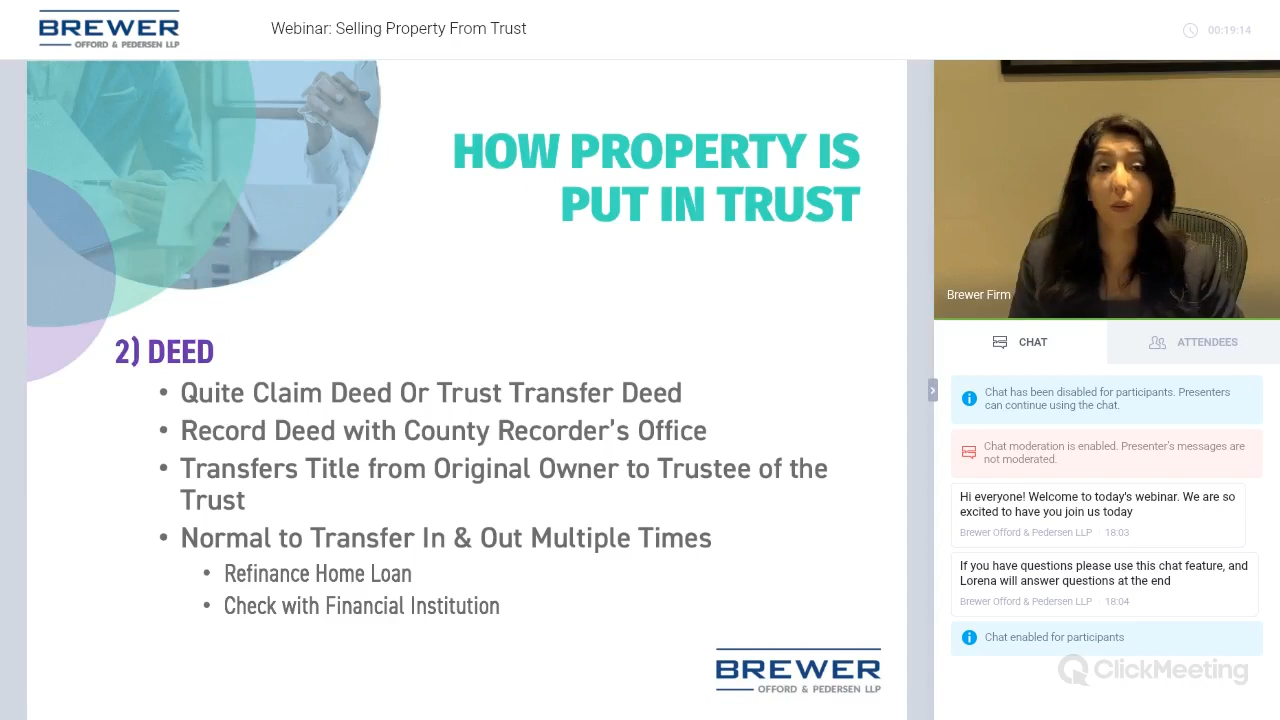 BREWER
OFFORD & PEDERSEN LLP
Webinar: Selling Property From Trust
00:19:14
HOW PROPERTY IS
PUT IN TRUST
2) DEED
• Quite Claim Deed Or Trust Transfer Deed
• Record Deed with County Recorder's Office
• Transfers Title from Original Owner to Trustee of the
Trust
• Normal to Transfer In & Out Multiple Times
• Refinance Home Loan
• Check with Financial Institution
BREWER
OFFORD & PEDERSEN LLP
Brewer Firm
CHAT
ATTENDEES
Chat has been disabled for participants. Presenters
can continue using the chat.
Chat moderation is enabled. Presenter's messages are
not moderated.
Hi everyone! Welcome to today's webinar. We are so
excited to have you join us today
Brewer Offord & Pedersen LLP · 18:03
If you have questions please use this chat feature, and
Lorena will answer questions at the end
Brewer Offord & Pedersen LLP · 18:04
Chat enabled for participants
ClickMeeting